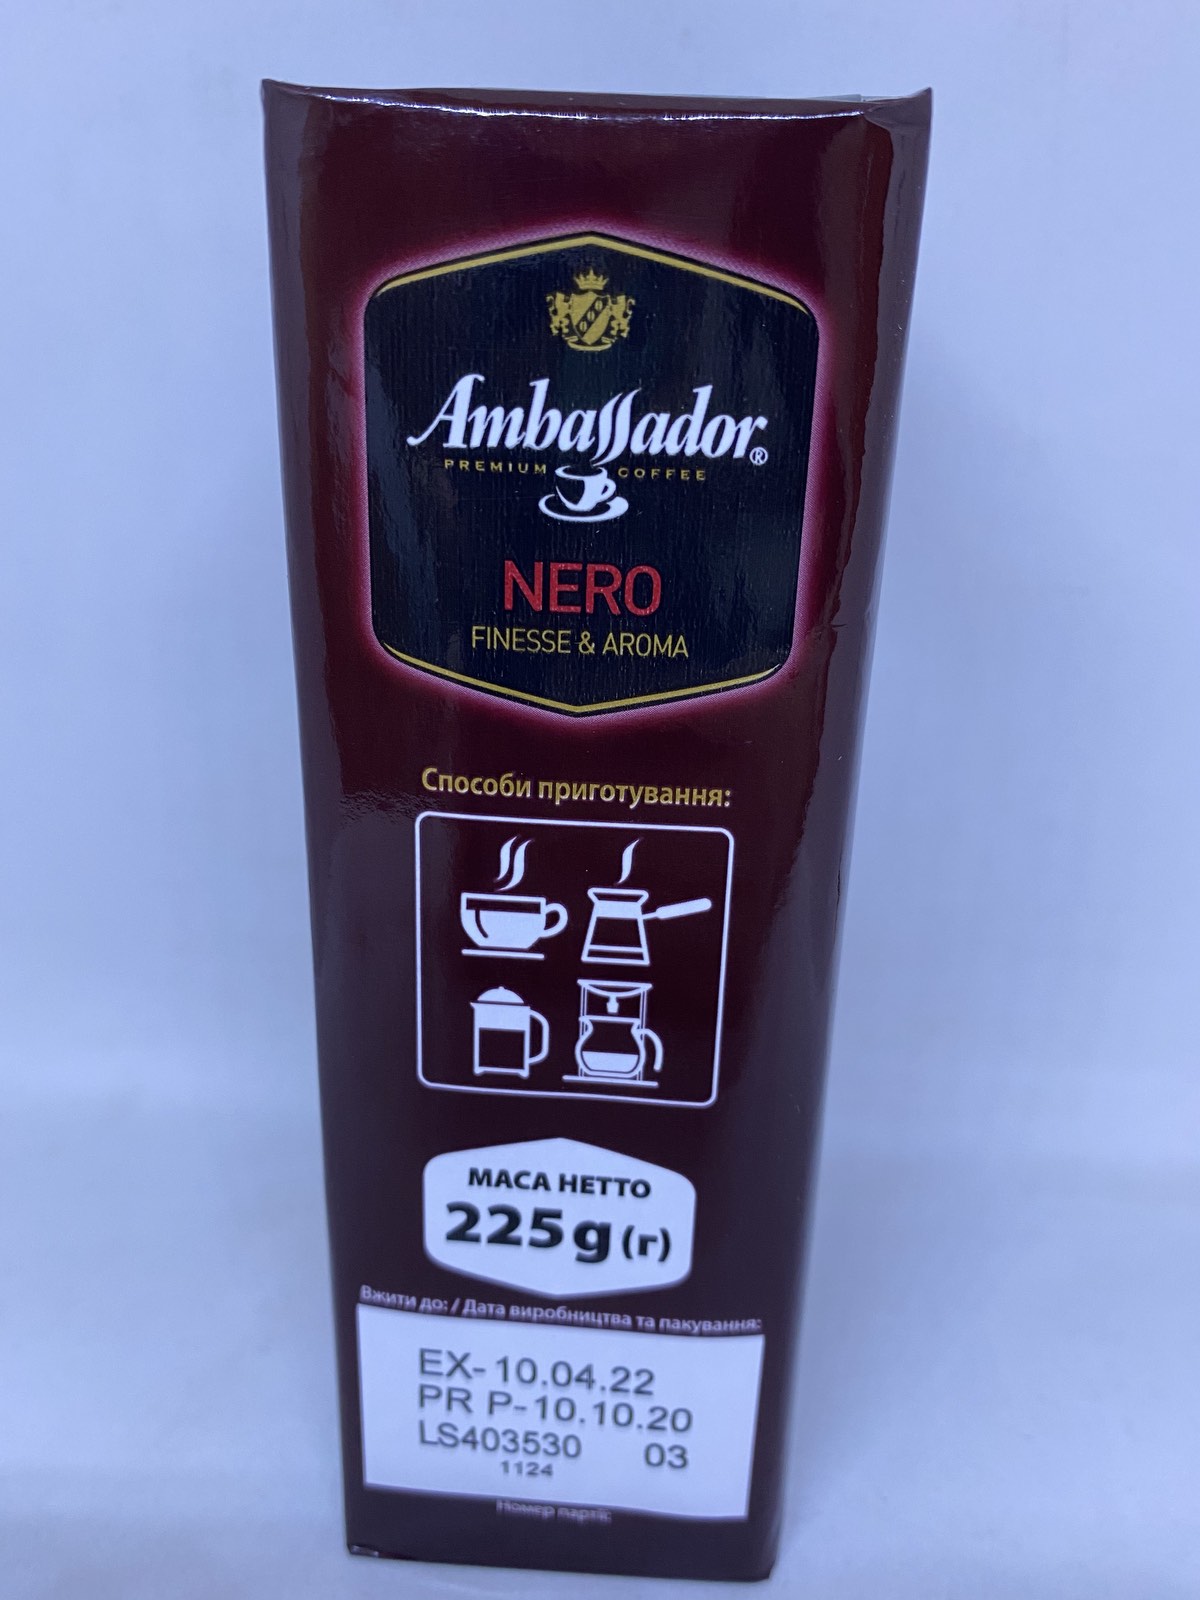 Ambassador®
PREMIUM COFFEE
NERO
FINESSE & AROMA
Способи приготування:
МАСА НЕТТО
225g (г)
Вжити до: / Дата виробництва та пакування:
EX-10.04.22
PR P-10.10.20
LS403530 03
1124
Номер партії: